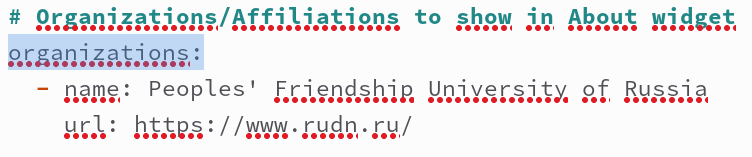 # Organizations/Affiliations to show in About widget
organizations:
- name: Peoples' Friendship University of Russia
url: https://www.rudn.ru/